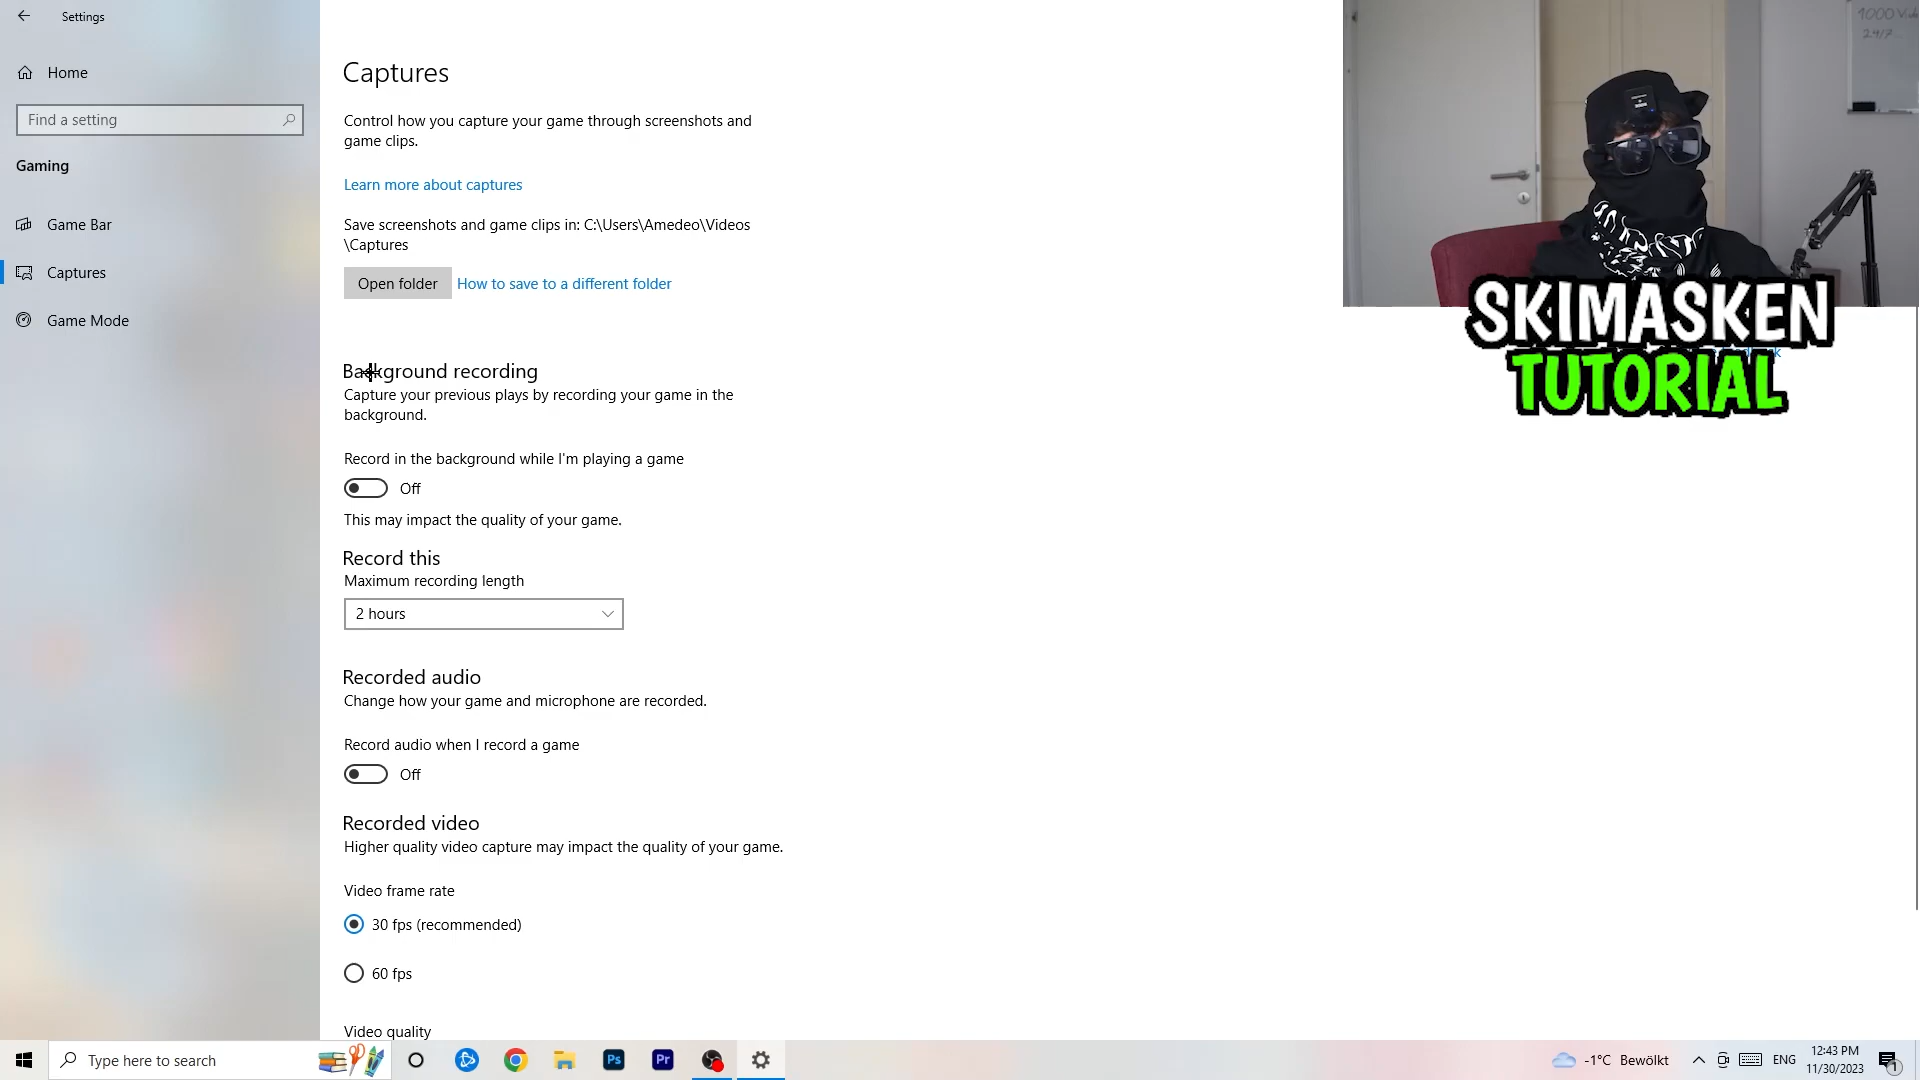 Settings
Home
Find a setting
Gaming
Game Bar
Captures
Game Mode
Captures
Control how you capture your game through screenshots and
game clips.
Learn more about captures
Save screenshots and game clips in: C:\Users\Amedeo\Videos
\Captures
Open folder
How to save to a different folder
Background recording
Capture your previous plays by recording your game in the
background.
Record in the background while I'm playing a game
Off
This may impact the quality of your game.
Record this
Maximum recording length
2 hours
Recorded audio
Change how your game and microphone are recorded.
Record audio when I record a game
Off
Recorded video
Higher quality video capture may impact the quality of your game.
Video frame rate
30 fps (recommended)
60 fps
Video quality
1000 Vid
24/7
SKIMASKEN
TUTORIAL
Type here to search
Ps
Pr
-1°C Bewölkt
ENG
12:43 PM
11/30/2023
1